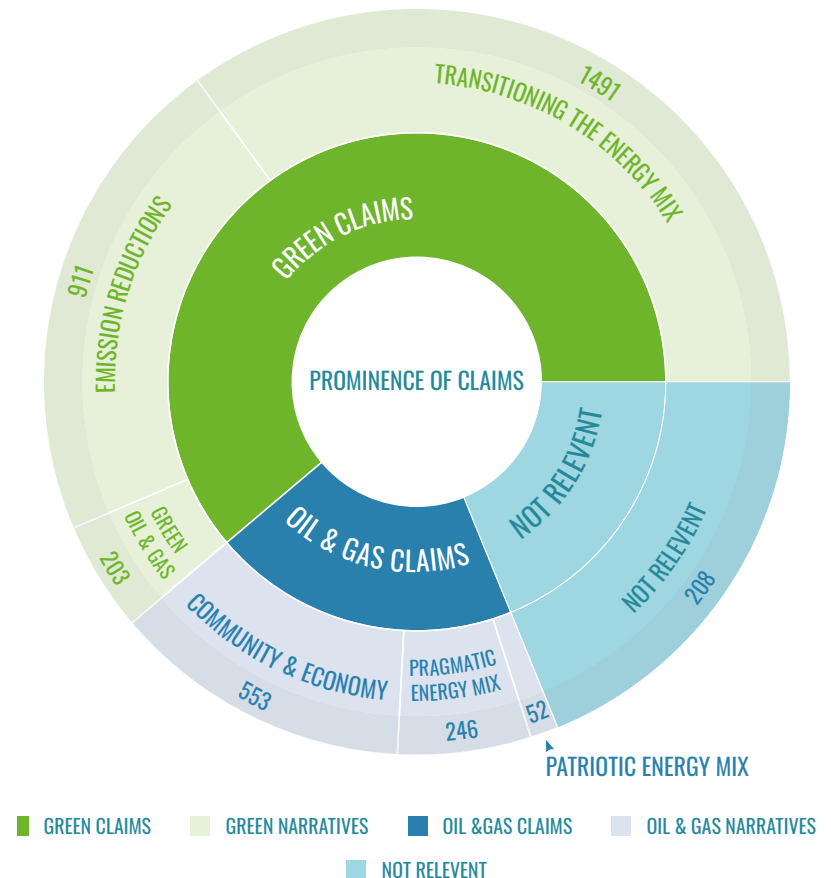 1491
TRANSITIONING THE ENERGY MIX
GREEN CLAIMS
911
EMISSION REDUCTIONS
PROMINENCE OF CLAIMS
NOT RELEVENT
NOT RELEVENT
208
GREEN
OIL & GAS
203
OIL & GAS CLAIMS
COMMUNITY & ECONOMY
553
PRAGMATIC
ENERGY MIX
246
52
PATRIOTIC ENERGY MIX
GREEN CLAIMS
GREEN NARRATIVES
OIL &GAS CLAIMS
OIL & GAS NARRATIVES
NOT RELEVENT